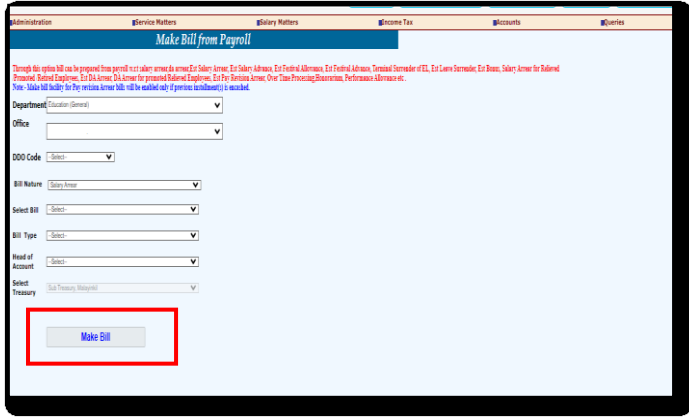 Administration Service Matters Salary Matters Income Tax Accounts Queries
Make Bill from Payroll
Through this option bill can be prepared from payroll w.r.t salary arrear,da arrear,Ext Salary Arrear, Ext Salary Advance, Ext Festival Allowance, Ext Festival Advance, Terminal Surrender of EL, Ext Leave Surrender, Ext Bonus, Salary Arrear for Relieved
/Promoted /Retired Employees, Ext DA Arrear, DA Arrear for promoted/Relieved Employees, Ext Pay Revision Arrear, Over Time Processing,Honorarium, Performance Allowance etc .
Note:- Make bill facility for Pay revision Arrear bills will be enabled only if previous installment(s) is encashed.
Department Education (General)
Office
DDO Code --Select--
Bill Nature Salary Arrear
Select Bill --Select--
Bill Type --Select--
Head of
Account --Select--
Select
Treasury Sub Treasury, Malayinkil
Make Bill